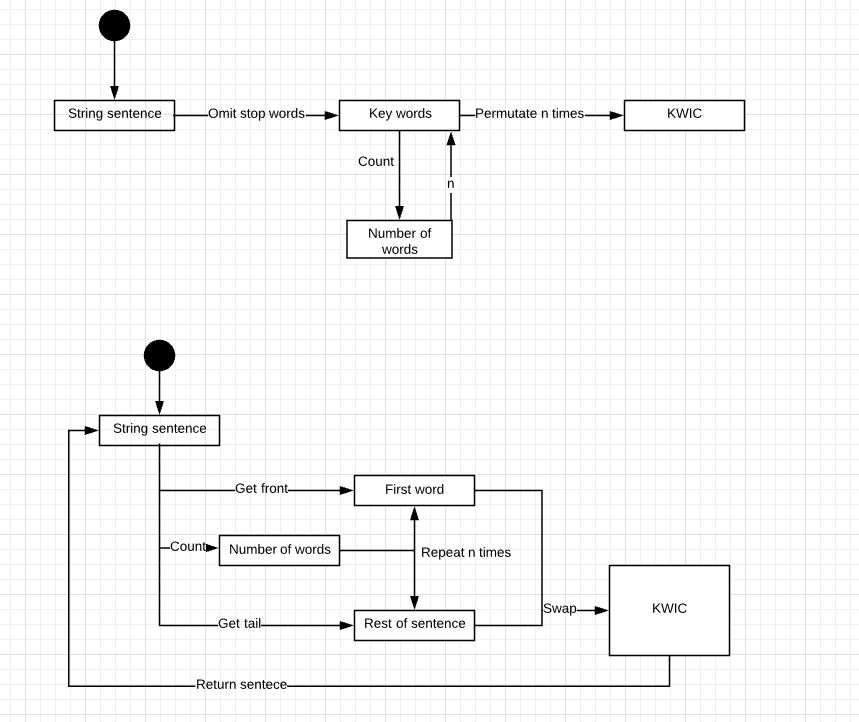 String sentence
Omit stop words
Key words
Permutate n times
KWIC
Count
n
Number of
words
String sentence
Get front
First word
Count
Number of words
Repeat n times
Swap
KWIC
Get tail
Rest of sentence
Return sentece